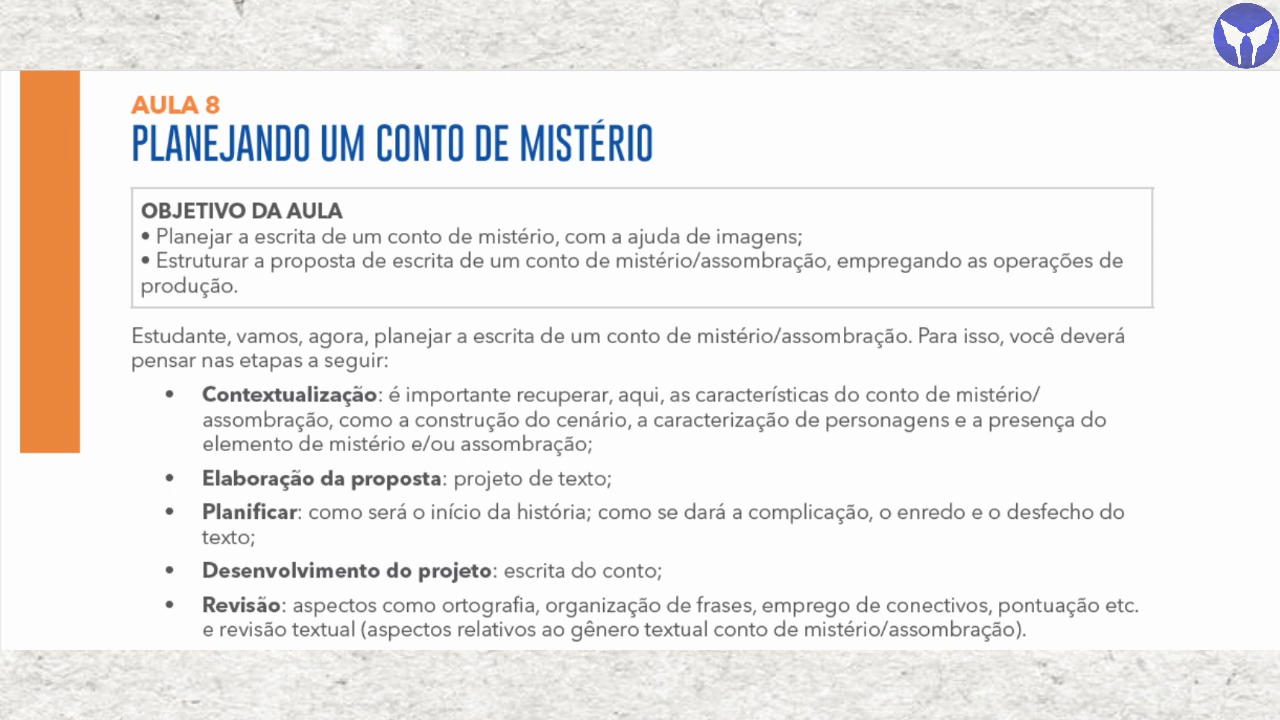 AULA 8
PLANEJANDO UM CONTO DE MISTÉRIO
OBJETIVO DA AULA
• Planejar a escrita de um conto de mistério, com a ajuda de imagens;
• Estruturar a proposta de escrita de um conto de mistério/assombração, empregando as operações de
produção.
Estudante, vamos, agora, planejar a escrita de um conto de mistério/assombração. Para isso, você deverá
pensar nas etapas a seguir:
• Contextualização: é importante recuperar, aqui, as características do conto de mistério/
assombração, como a construção do cenário, a caracterização de personagens e a presença do
elemento de mistério e/ou assombração;
• Elaboração da proposta: projeto de texto;
• Planificar: como será o início da história; como se dará a complicação, o enredo e o desfecho do
texto;
• Desenvolvimento do projeto: escrita do conto;
• Revisão: aspectos como ortografia, organização de frases, emprego de conectivos, pontuação etc.
e revisão textual (aspectos relativos ao gênero textual conto de mistério/assombração).